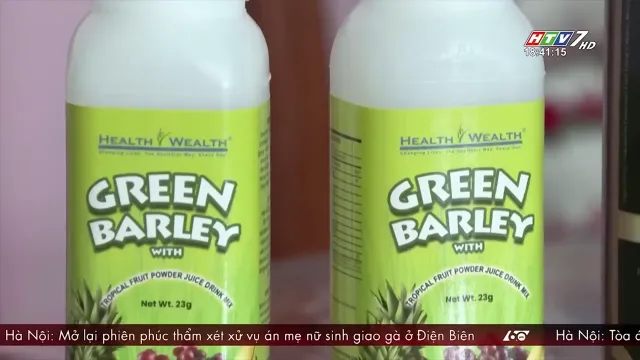 HTV7 HD
18:41:15
HEALTH WEALTH®
GREEN
BARLEY
WITH
TROPICAL FRUIT POWDER JUICE DRINK MIX
Net Wt. 23g
HEALTH WEALTH®
GREEN
BARLEY
WITH
TROPICAL FRUIT POWDER JUICE DRINK MIX
Net Wt. 23g
Hà Nội: Mở lại phiên phúc thẩm xét xử vụ án mẹ nữ sinh giao gà ở Điện Biên
60
Hà Nội: Tòa á